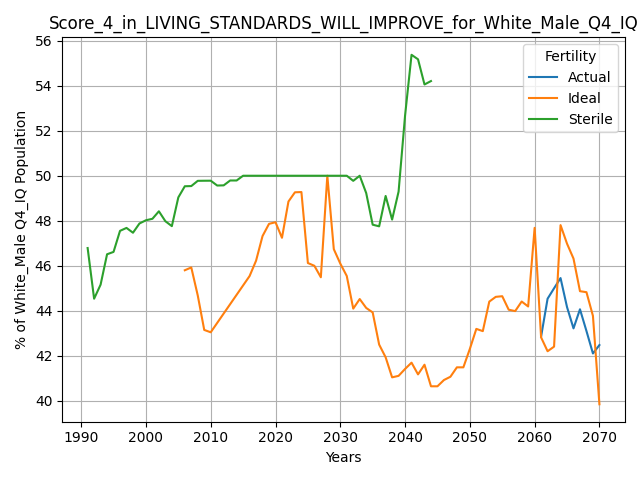 Score_4_in_LIVING_STANDARDS_WILL_IMPROVE_for_White_Male_Q4_IQ
% of White_Male Q4_IQ Population
56
54
52
50
48
46
44
42
40
Fertility
Actual
Ideal
Sterile
1990 2000 2010 2020 2030 2040 2050 2060 2070
Years